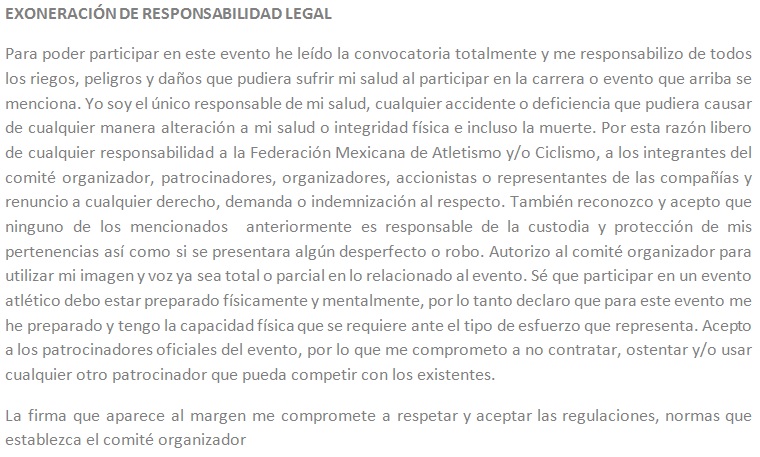 EXONERACIÓN DE RESPONSABILIDAD LEGAL
Para poder participar en este evento he leído la convocatoria totalmente y me responsabilizo de todos
los riegos, peligros y daños que pudiera sufrir mi salud al participar en la carrera o evento que arriba se
menciona. Yo soy el único responsable de mi salud, cualquier accidente o deficiencia que pudiera causar
de cualquier manera alteración a mi salud o integridad física e incluso la muerte. Por esta razón libero
de cualquier responsabilidad a la Federación Mexicana de Atletismo y/o Ciclismo, a los integrantes del
comité organizador, patrocinadores, organizadores, accionistas o representantes de las compañías y
renuncio a cualquier derecho, demanda o indemnización al respecto. También reconozco y acepto que
ninguno de los mencionados  anteriormente es responsable de la custodia y protección de mis
pertenencias así como si se presentara algún desperfecto o robo. Autorizo al comité organizador para
utilizar mi imagen y voz ya sea total o parcial en lo relacionado al evento. Sé que participar en un evento
atlético debo estar preparado físicamente y mentalmente, por lo tanto declaro que para este evento me
he preparado y tengo la capacidad física que se requiere ante el tipo de esfuerzo que representa. Acepto
a los patrocinadores oficiales del evento, por lo que me comprometo a no contratar, ostentar y/o usar
cualquier otro patrocinador que pueda competir con los existentes.
La firma que aparece al margen me compromete a respetar y aceptar las regulaciones, normas que
establezca el comité organizador